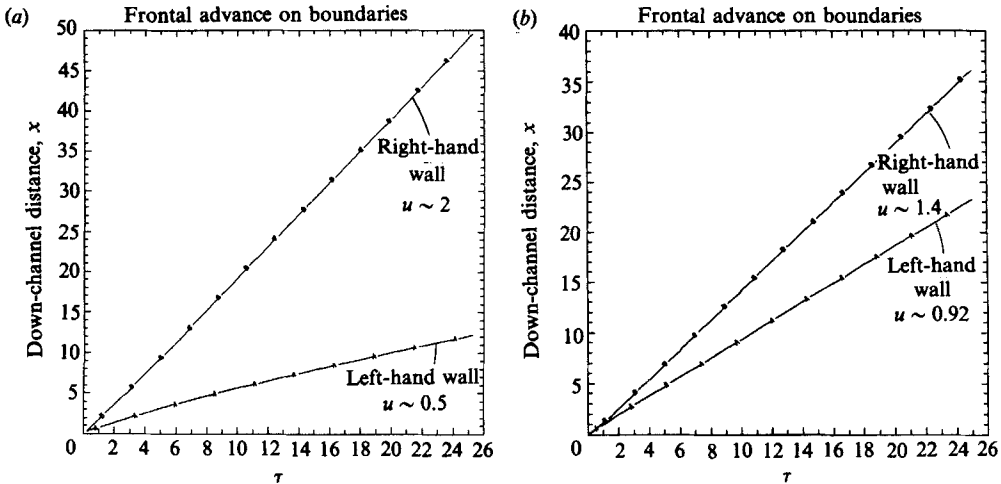 (a)
Frontal advance on boundaries
50
45
40
35
30
25
20
15
10
5
0
2 4 6 8 10 12 14 16 18 20 22 24 26
Down-channel distance, x
τ
Right-hand
wall
u ~ 2
Left-hand wall
u ~ 0.5
(b)
Frontal advance on boundaries
40
35
30
25
20
15
10
5
0
2 4 6 8 10 12 14 16 18 20 22 24 26
Down-channel distance, x
τ
Right-hand
wall
u ~ 1.4
Left-hand
wall
u ~ 0.92